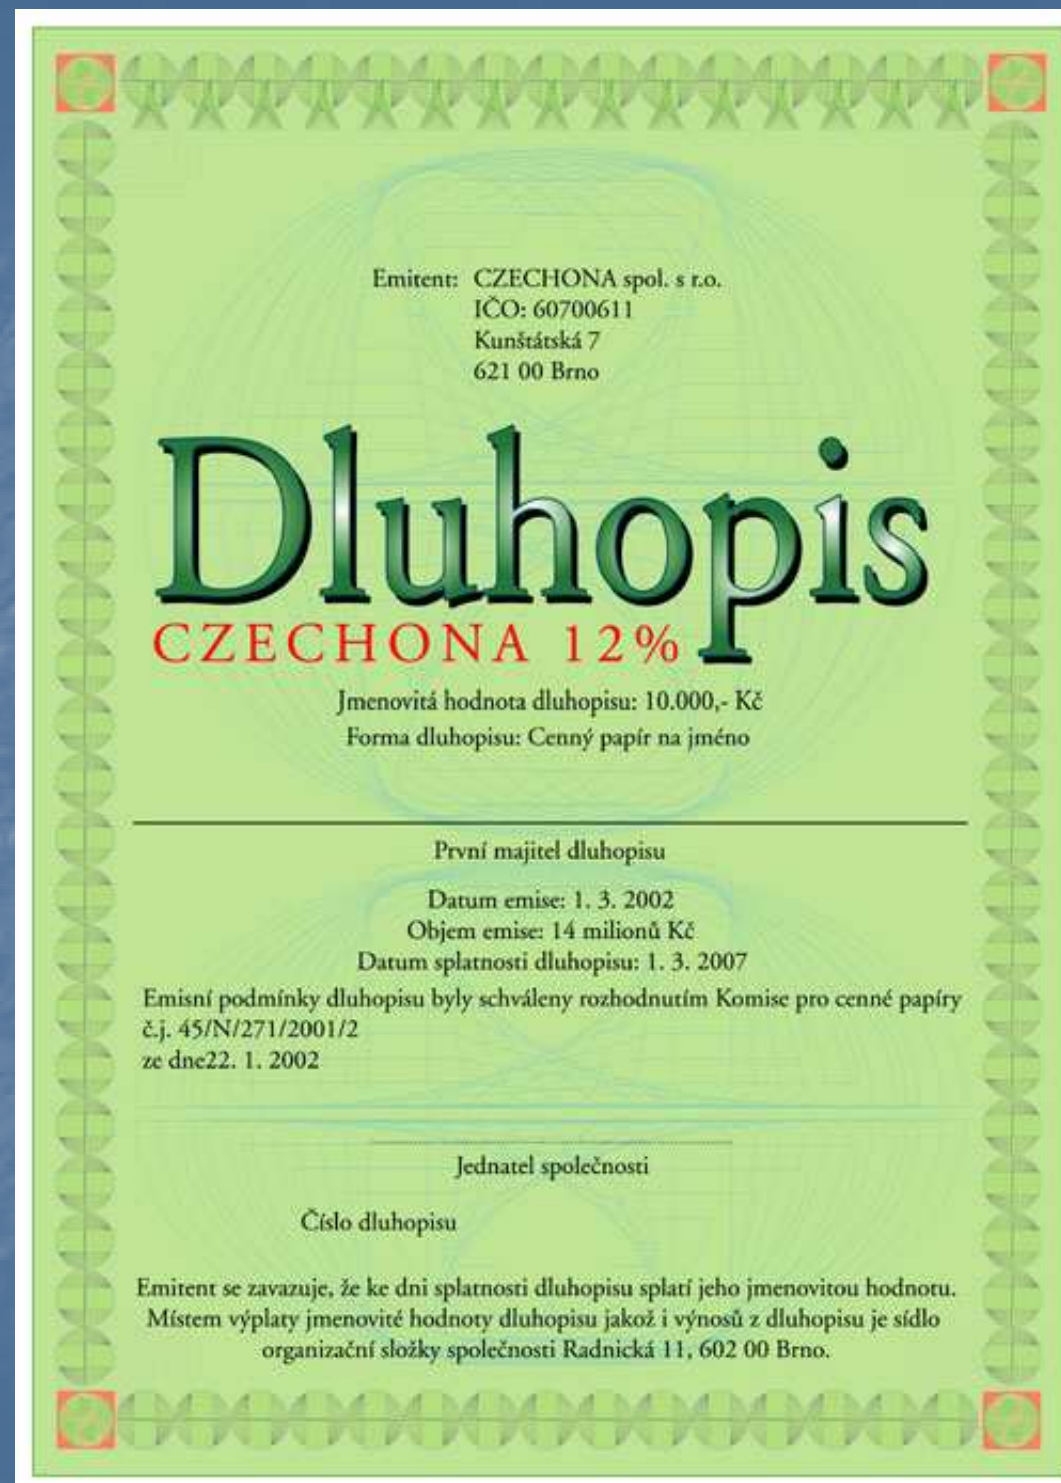 Emitent: CZECHONA spol. s r.o.
IČO: 60700611
Kunštátská 7
621 00 Brno
Dluhopis
CZECHONA 12%
Jmenovitá hodnota dluhopisu: 10.000,- Kč
Forma dluhopisu: Cenný papír na jméno
První majitel dluhopisu
Datum emise: 1. 3. 2002
Objem emise: 14 milionů Kč
Datum splatnosti dluhopisu: 1. 3. 2007
Emisní podmínky dluhopisu byly schváleny rozhodnutím Komise pro cenné papíry
č.j. 45/N/271/2001/2
ze dne22. 1. 2002
Jednatel společnosti
Číslo dluhopisu
Emitent se zavazuje, že ke dni splatnosti dluhopisu splatí jeho jmenovitou hodnotu.
Místem výplaty jmenovité hodnoty dluhopisu jakož i výnosů z dluhopisu je sídlo
organizační složky společnosti Radnická 11, 602 00 Brno.